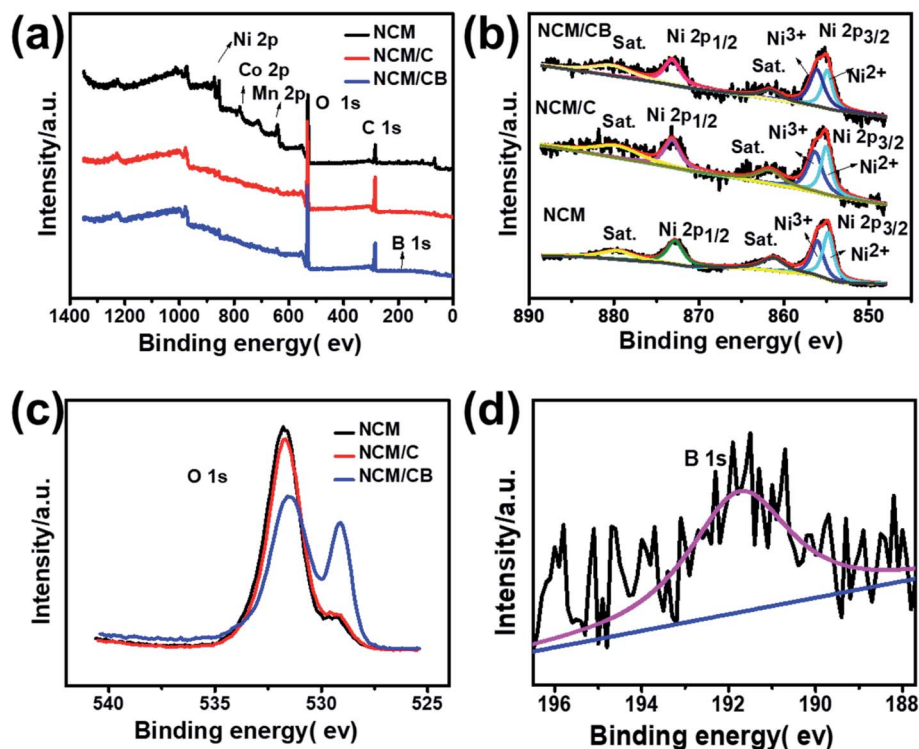 (a)
Ni 2p
Co 2p
Mn 2p
O 1s
C 1s
B 1s
NCM
NCM/C
NCM/CB
Intensity/a.u.
1400 1200 1000 800 600 400 200 0
Binding energy( ev)
(b)
NCM/CB
Sat.
Ni 2p1/2
Ni3+
Ni 2p3/2
Sat.
Ni2+
NCM/C
Sat.
Ni 2p1/2
Ni3+
Ni 2p3/2
Sat.
Ni2+
NCM
Sat.
Ni 2p1/2
Ni3+
Ni 2p3/2
Sat.
Ni2+
Intensity/a.u.
890 880 870 860 850
Binding energy( ev)
(c)
O 1s
NCM
NCM/C
NCM/CB
Intensity/a.u.
540 535 530 525
Binding energy( ev)
(d)
B 1s
Intensity/a.u.
196 194 192 190 188
Binding energy( ev)